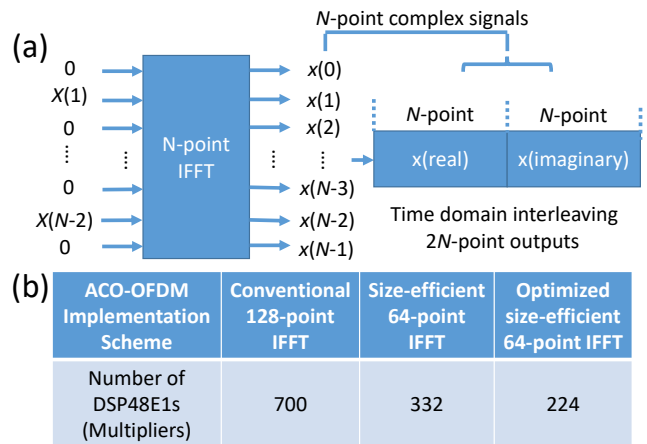 (a)
N-point complex signals
0
X(1)
0
⋮
⋮
0
X(N-2)
0
N-point
IFFT
⋮
⋮
x(0)
x(1)
x(2)
x(N-3)
x(N-2)
x(N-1)
N-point
N-point
x(real)
x(imaginary)
Time domain interleaving
2N-point outputs
(b)
ACO-OFDM
Implementation
Scheme
Conventional
128-point
IFFT
Size-efficient
64-point
IFFT
Optimized
size-efficient
64-point IFFT
Number of
DSP48E1s
(Multipliers)
700
332
224